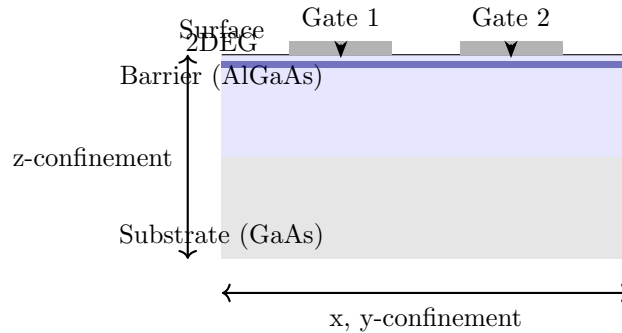 Gate 1
Gate 2
Surface
2DEG
Barrier (AlGaAs)
z-confinement
Substrate (GaAs)
x, y-confinement